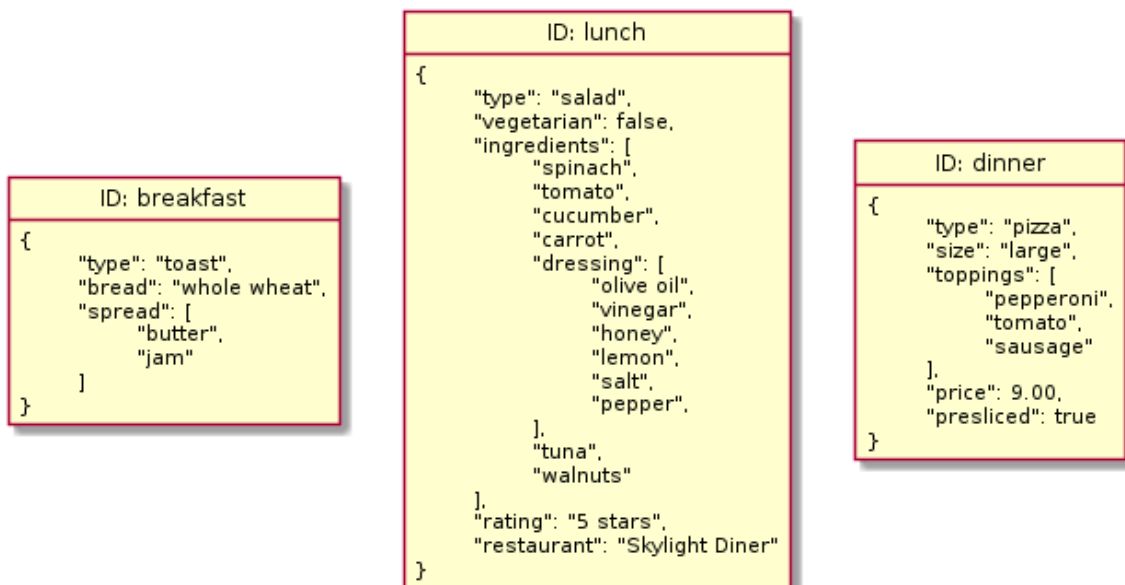 ID: breakfast
{
"type": "toast",
"bread": "whole wheat",
"spread": [
"butter",
"jam"
]
}
ID: lunch
{
"type": "salad",
"vegetarian": false,
"ingredients": [
"spinach",
"tomato",
"cucumber",
"carrot",
"dressing": [
"olive oil",
"vinegar",
"honey",
"lemon",
"salt",
"pepper",
],
"tuna",
"walnuts"
],
"rating": "5 stars",
"restaurant": "Skylight Diner"
}
ID: dinner
{
"type": "pizza",
"size": "large",
"toppings": [
"pepperoni",
"tomato",
"sausage"
],
"price": 9.00,
"presliced": true
}